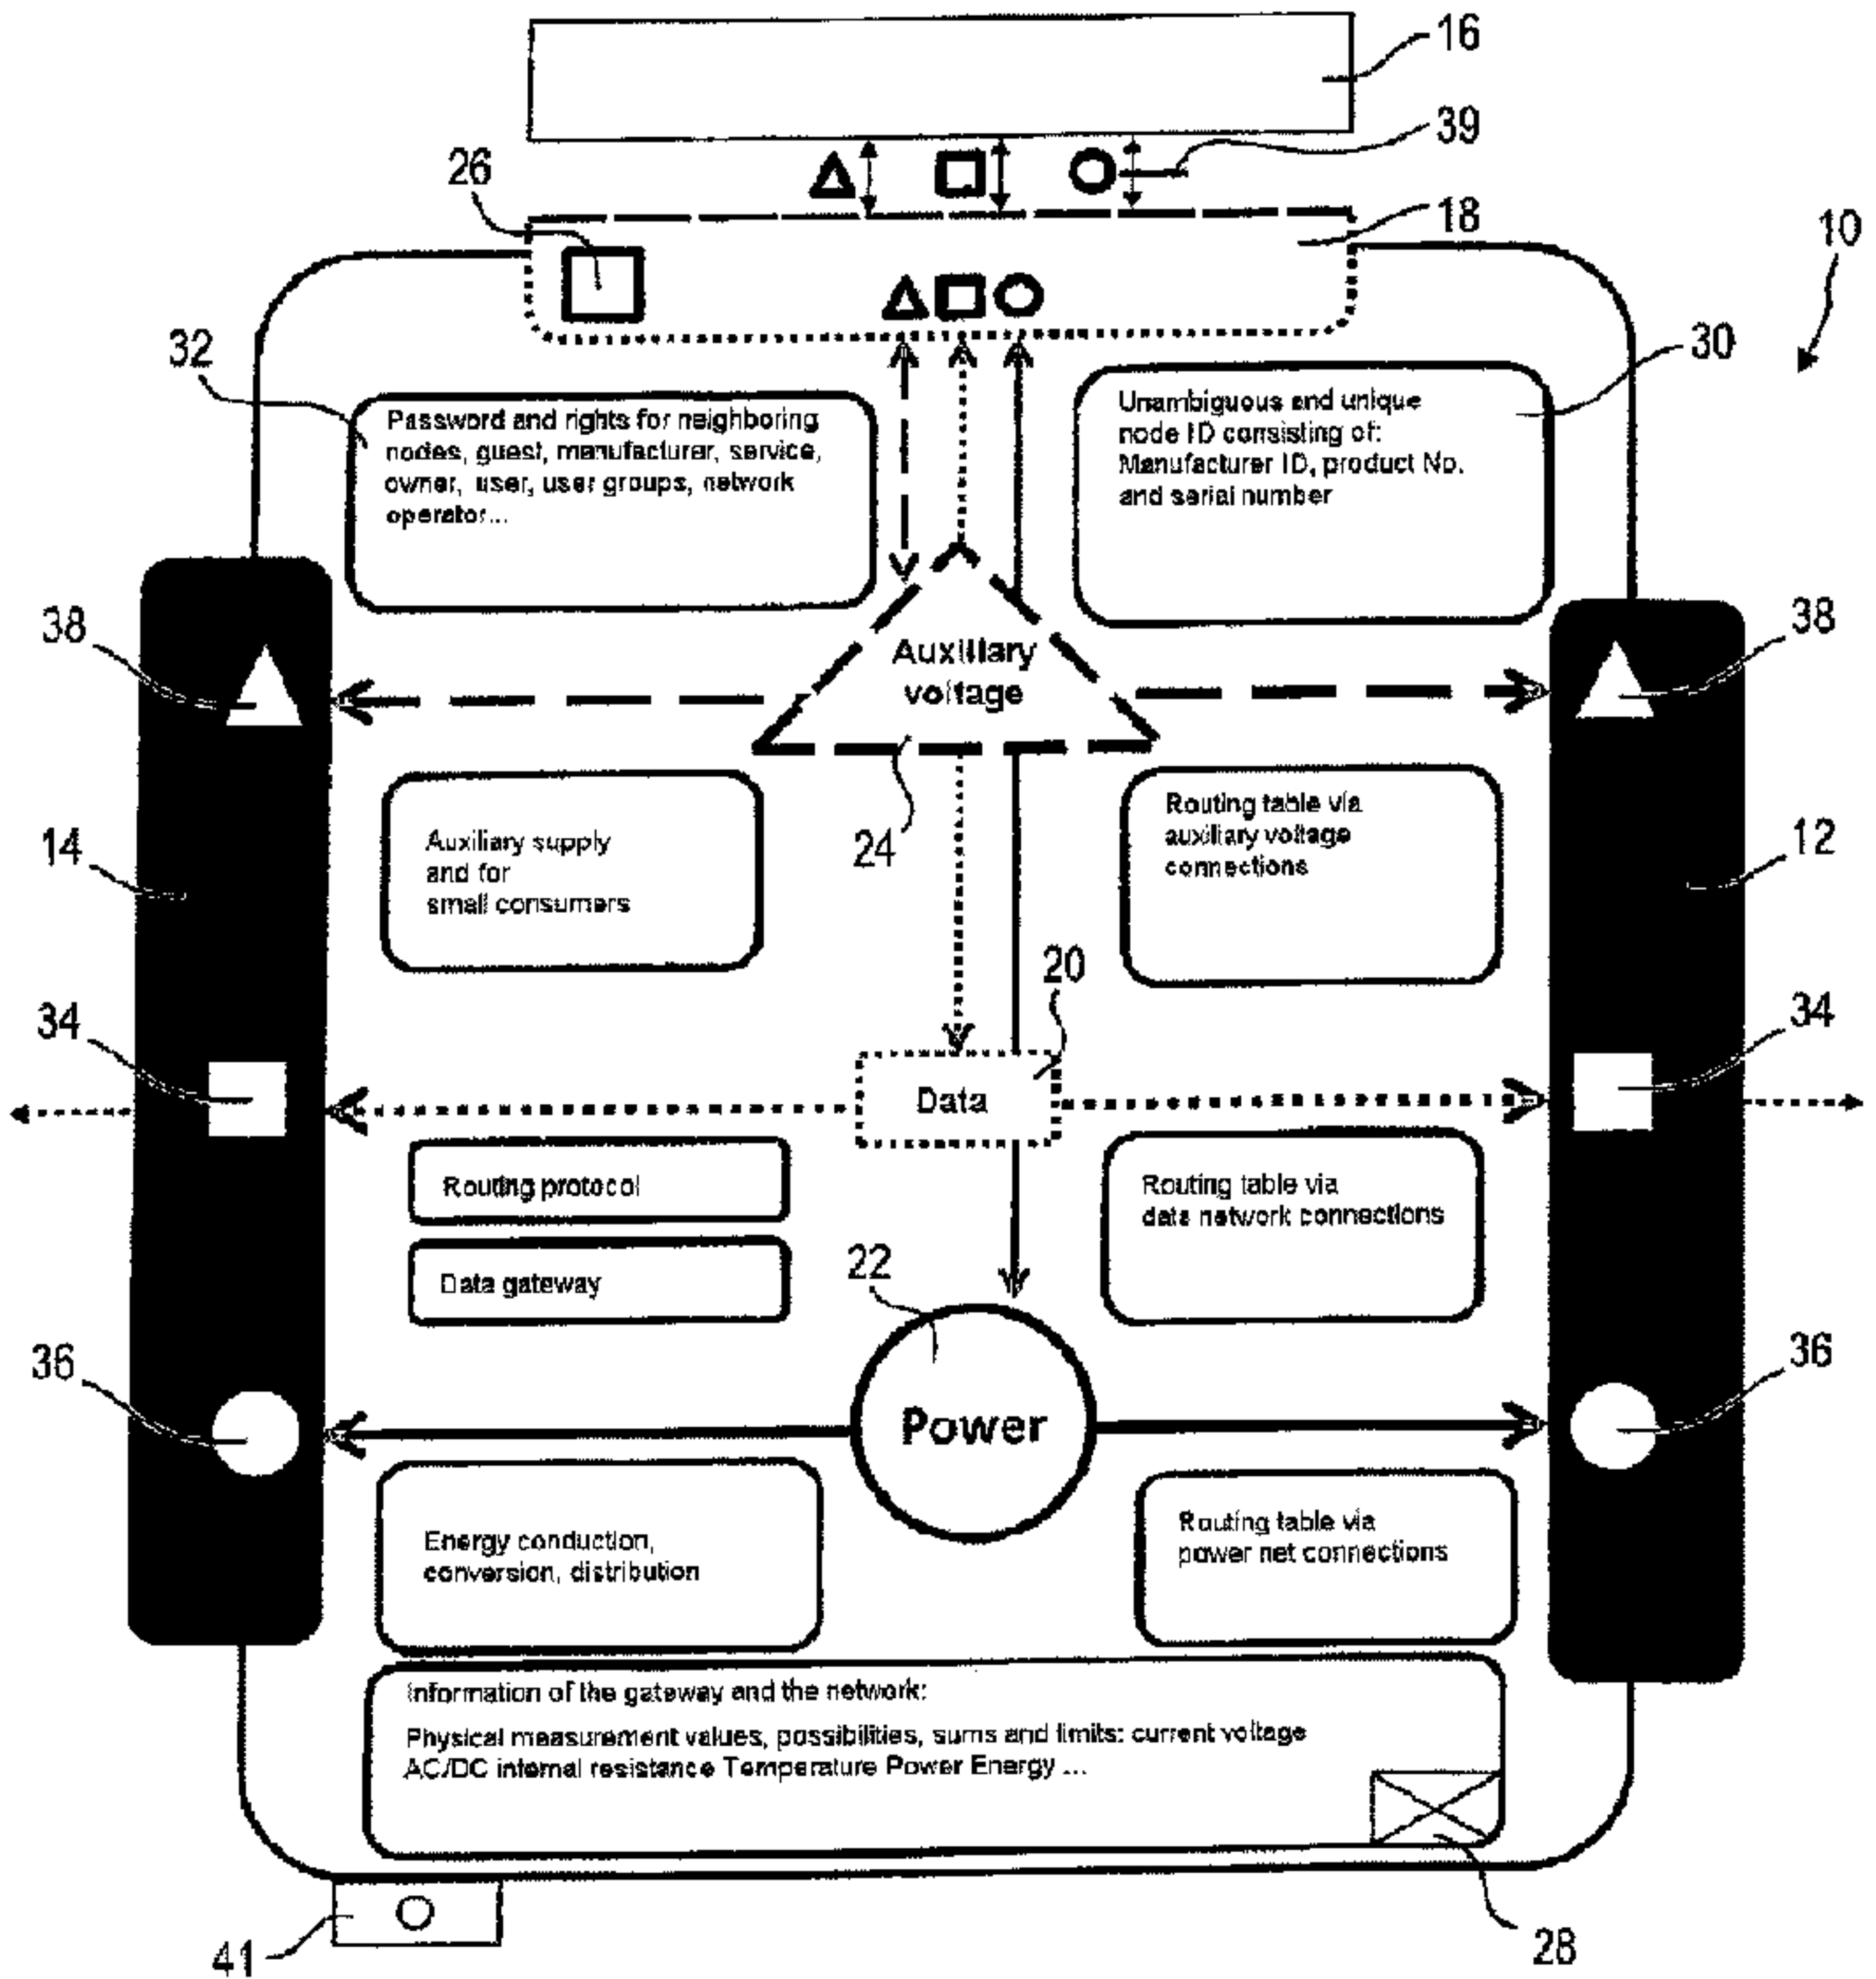 16
39
26
18
10
32
30
Password and rights for neighboring
nodes, guest, manufacturer, service,
owner, user, user groups, network
operator...
Unambiguous and unique
node ID consisting of:
Manufacturer ID, product No.
and serial number
38
38
Auxiliary
voltage
14
Auxiliary supply
and for
small consumers
24
Routing table via
auxiliary voltage
connections
12
20
34
34
Data
Routing protocol
Data gateway
Routing table via
data network connections
22
36
36
Power
Energy conduction,
conversion, distribution
Routing table via
power net connections
Information of the gateway and the network:
Physical measurement values, possibilities, sums and limits: current voltage
AC/DC internal resistance Temperature Power Energy ...
41
28